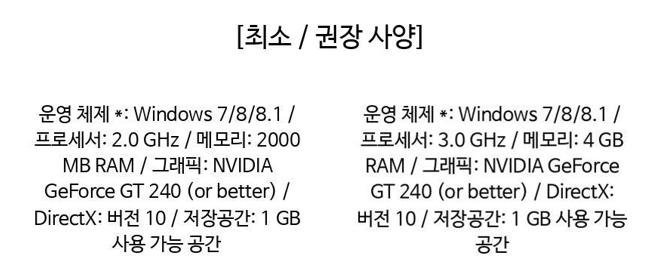 [최소 / 권장 사양]
운영 체제 *: Windows 7/8/8.1 /
프로세서: 2.0 GHz / 메모리: 2000
MB RAM / 그래픽: NVIDIA
GeForce GT 240 (or better) /
DirectX: 버전 10 / 저장공간: 1 GB
사용 가능 공간
운영 체제 *: Windows 7/8/8.1 /
프로세서: 3.0 GHz / 메모리: 4 GB
RAM / 그래픽: NVIDIA GeForce
GT 240 (or better) / DirectX:
버전 10 / 저장공간: 1 GB 사용 가능
공간